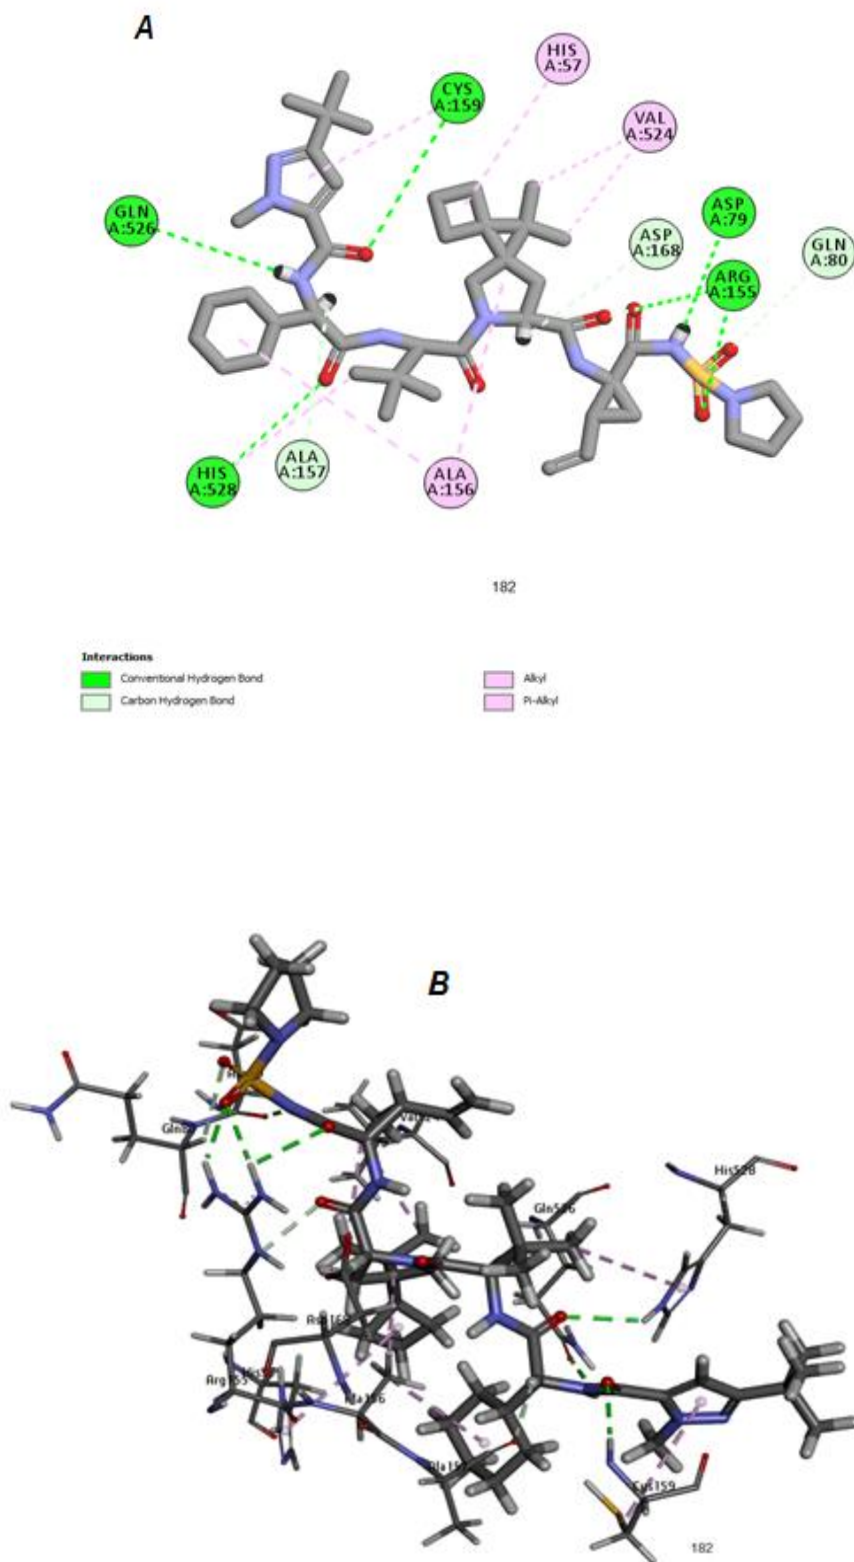 A
HIS
A:57
CYS
A:159
VAL
A:524
GLN
A:526
ASP
A:79
ASP
A:168
GLN
A:80
ARG
A:155
HIS
A:528
ALA
A:157
ALA
A:156
182
Interactions
Conventional Hydrogen Bond
Carbon Hydrogen Bond
Alkyl
Pi-Alkyl
B
His528
Arg155
Cys159
182